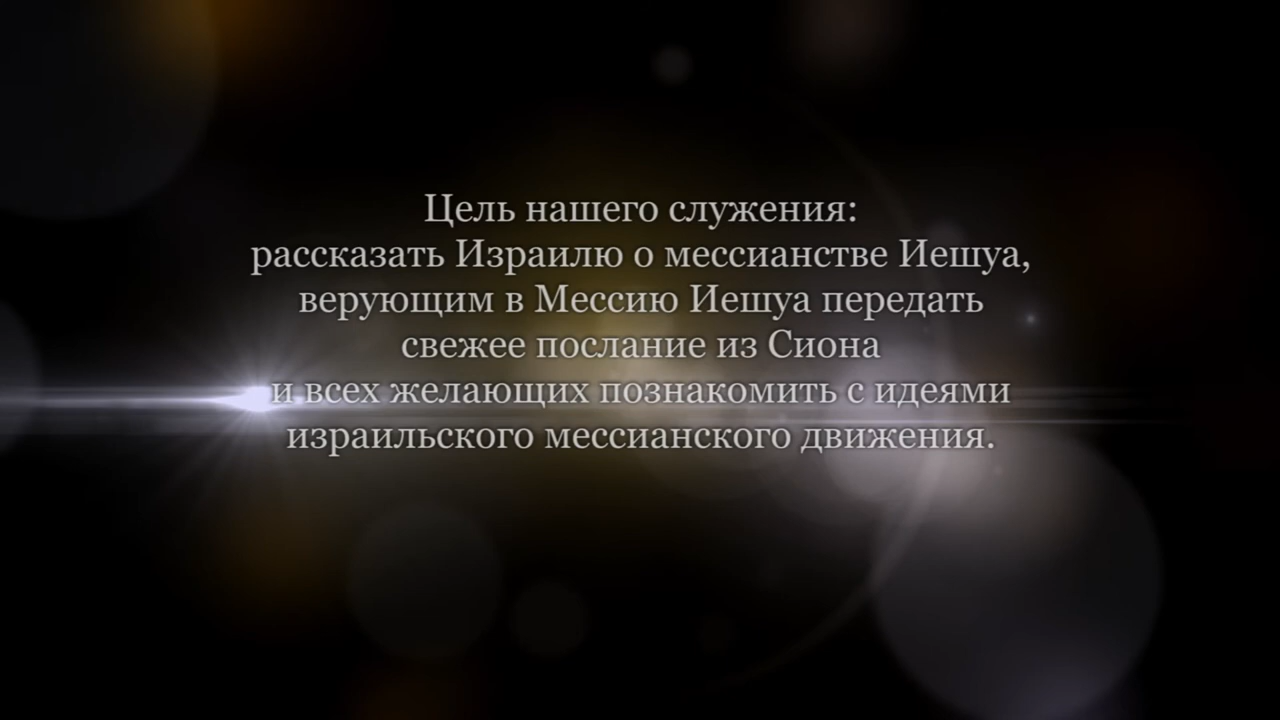 Цель нашего служения:
рассказать Израилю о мессианстве Иешуа,
верующим в Мессию Иешуа передать
свежее послание из Сиона
и всех желающих познакомить с идеями
израильского мессианского движения.